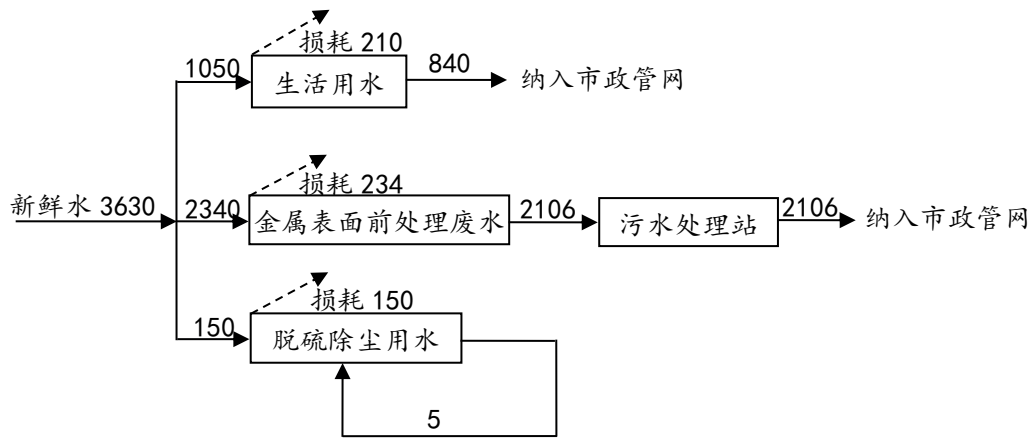 损耗 210
1050
生活用水
840
纳入市政管网
损耗 234
新鲜水 3630
2340
金属表面前处理废水
2106
污水处理站
2106
纳入市政管网
损耗 150
150
脱硫除尘用水
5